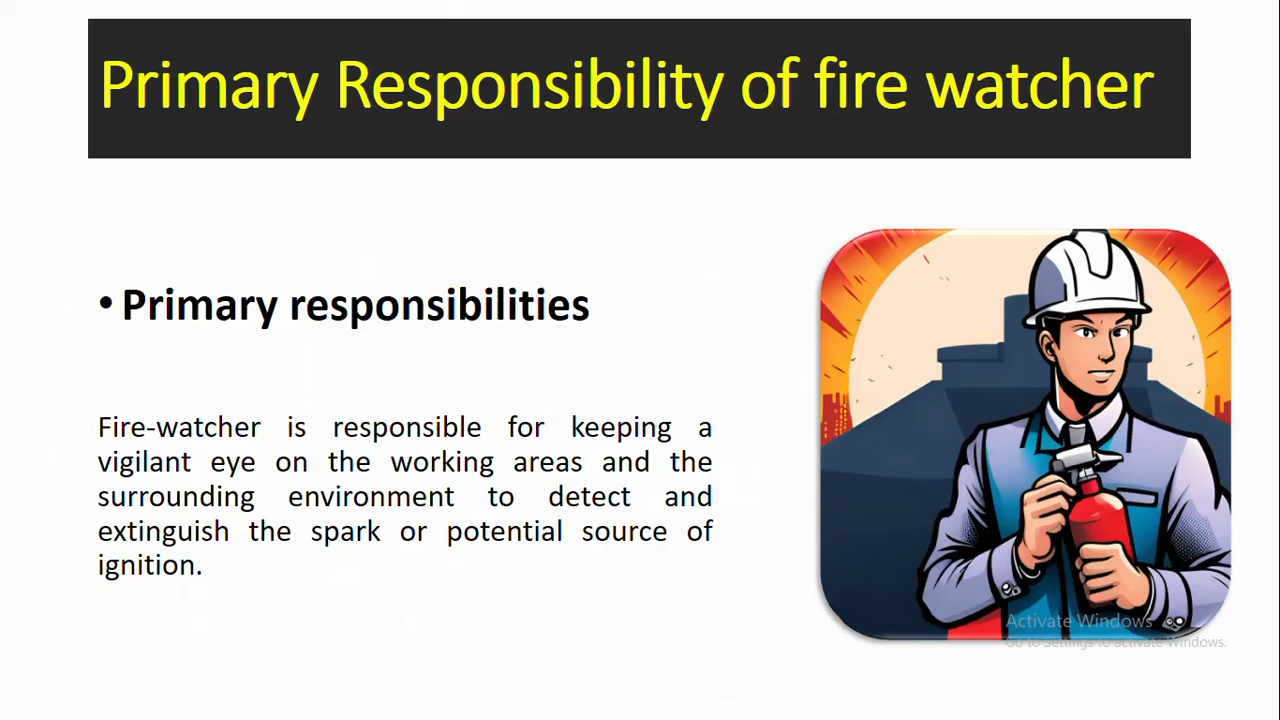 Primary Responsibility of fire watcher
• Primary responsibilities
Fire-watcher is responsible for keeping a
vigilant eye on the working areas and the
surrounding environment to detect and
extinguish the spark or potential source of
ignition.
Activate Windows
Go to Settings to activate Windows.